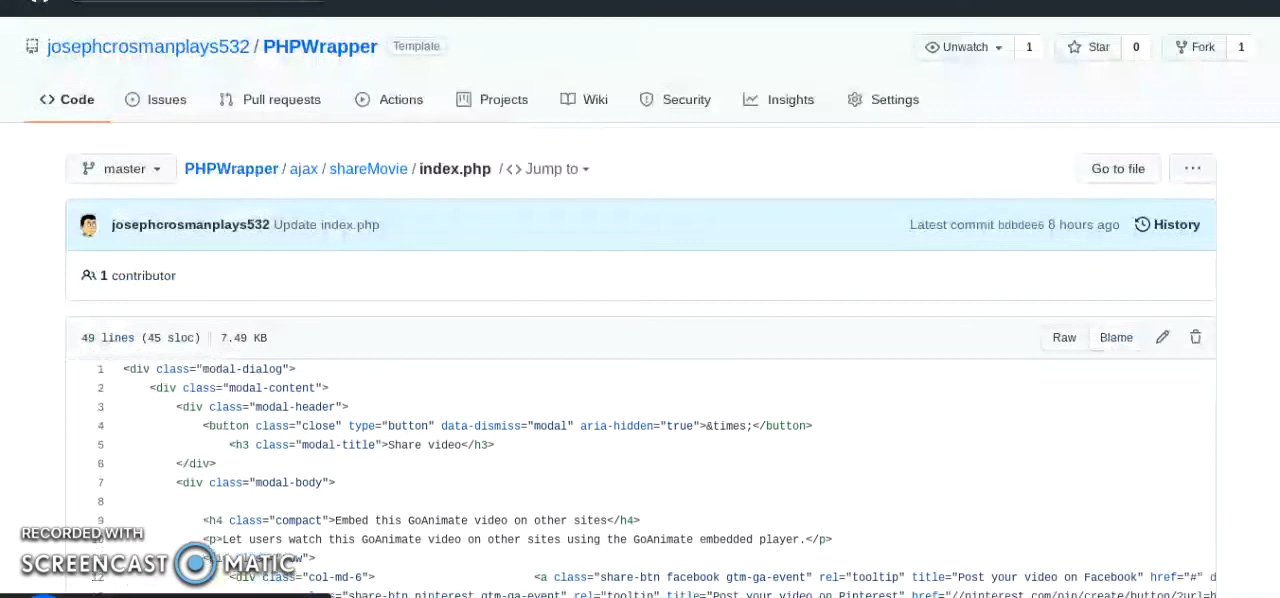 josephcrosmanplays532 / PHPWrapper Template Unwatch 1 Star 0 Fork 1
Code Issues Pull requests Actions Projects Wiki Security Insights Settings
master PHPWrapper / ajax / shareMovie / index.php / <> Jump to Go to file ...
josephcrosmanplays532 Update index.php Latest commit bdbdee6 8 hours ago History
1 contributor
49 lines (45 sloc) 7.49 KB Raw Blame
1 <div class="modal-dialog">
2 <div class="modal-content">
3 <div class="modal-header">
4 <button class="close" type="button" data-dismiss="modal" aria-hidden="true">&times;</button>
5 <h3 class="modal-title">Share video</h3>
6 </div>
7 <div class="modal-body">
8
9 <h4 class="compact">Embed this GoAnimate video on other sites</h4>
RECORDED WITH
<p>Let users watch this GoAnimate video on other sites using the GoAnimate embedded player.</p>
SCREENCAST MATIC
12 <div class="col-md-6"> <a class="share-btn facebook gtm-ga-event" rel="tooltip" title="Post your video on Facebook" href="#" d
="share-btn pinterest gtm-ga-event" rel="tooltip" title="Post your video on Pinterest" href="//pinterest.com/pin/create/button/?url=h